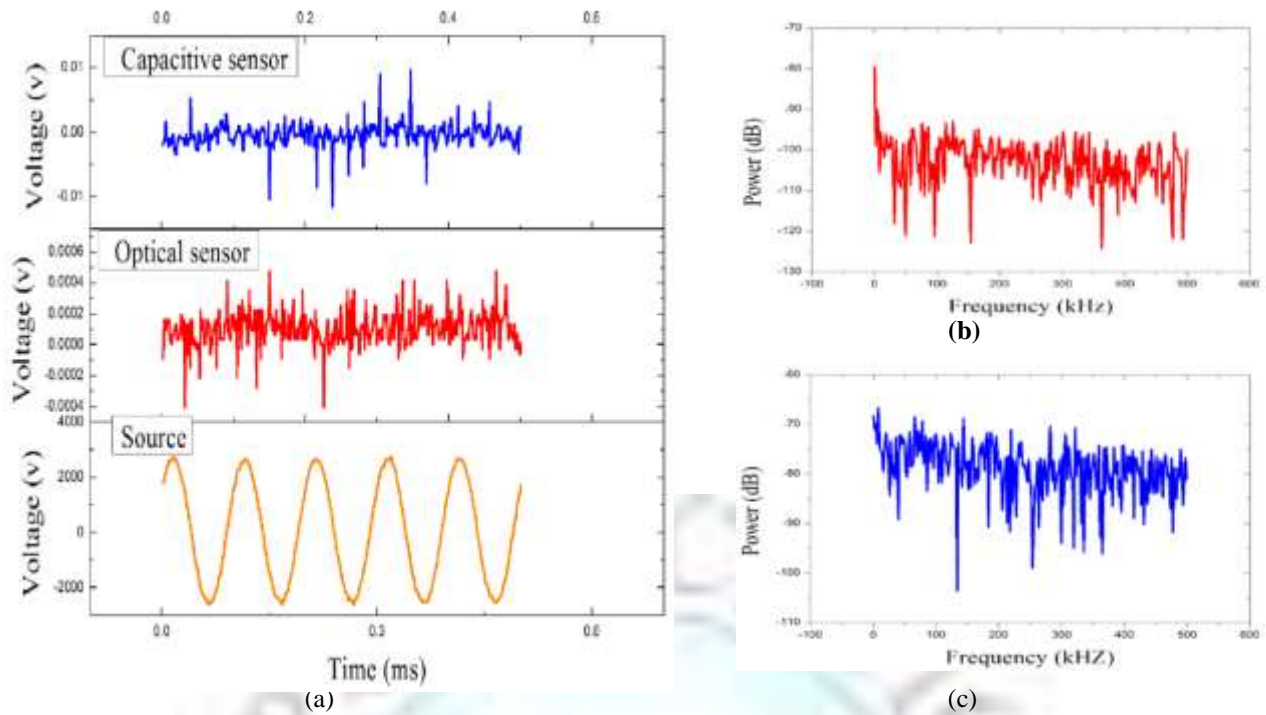 0.0 0.2 0.4 0.6
Capacitive sensor
Voltage (v)
0.01
0.00
-0.01
Optical sensor
Voltage (v)
0.0006
0.0004
0.0002
0.0000
-0.0002
-0.0004
Source
Voltage (v)
4000
2000
0
-2000
0.0 0.3 0.6
Time (ms)
(a)
-70
-80
-90
-100
-110
-120
-130
Power (dB)
-100 0 100 200 300 400 500 600
Frequency (kHz)
(b)
-60
-70
-80
-90
-100
-110
Power (dB)
-100 0 100 200 300 400 500 600
Frequency (kHZ)
(c)